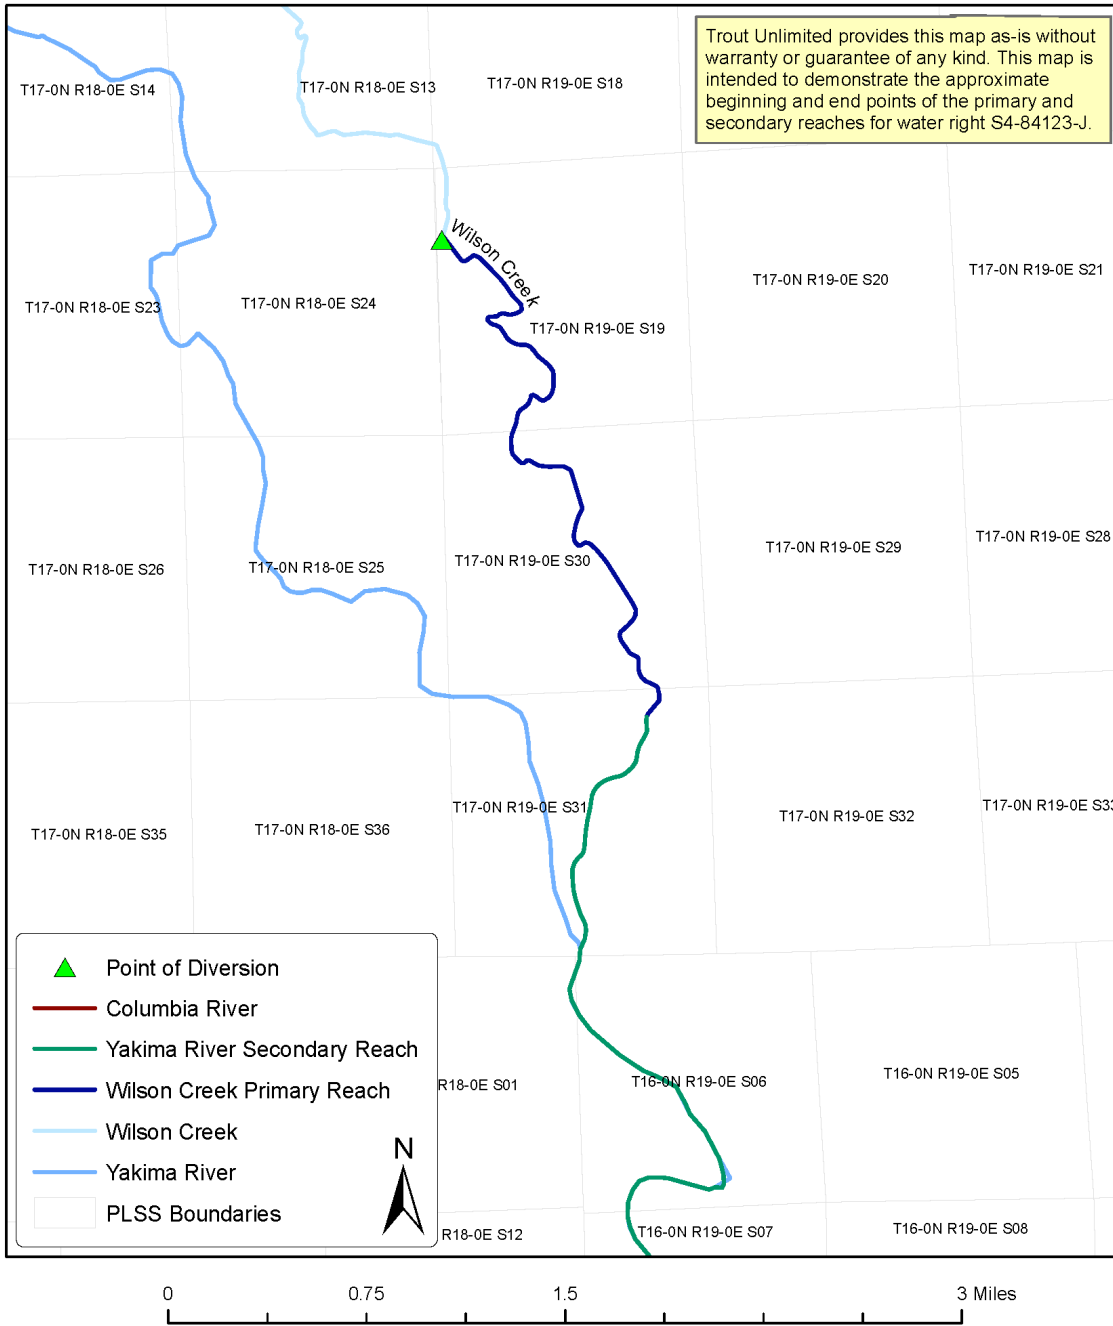 Trout Unlimited provides this map as-is without
warranty or guarantee of any kind. This map is
intended to demonstrate the approximate
beginning and end points of the primary and
secondary reaches for water right S4-84123-J.
T17-0N R18-0E S14
T17-0N R18-0E S13
T17-0N R19-0E S18
Wilson Creek
T17-0N R18-0E S23
T17-0N R18-0E S24
T17-0N R19-0E S19
T17-0N R19-0E S20
T17-0N R19-0E S21
T17-0N R18-0E S26
T17-0N R18-0E S25
T17-0N R19-0E S30
T17-0N R19-0E S29
T17-0N R19-0E S28
T17-0N R18-0E S35
T17-0N R18-0E S36
T17-0N R19-0E S31
T17-0N R19-0E S32
T17-0N R19-0E S33
R18-0E S01
T16-0N R19-0E S06
T16-0N R19-0E S05
R18-0E S12
T16-0N R19-0E S07
T16-0N R19-0E S08
Point of Diversion
Columbia River
Yakima River Secondary Reach
Wilson Creek Primary Reach
Wilson Creek
Yakima River
PLSS Boundaries
N
0 0.75 1.5 3 Miles